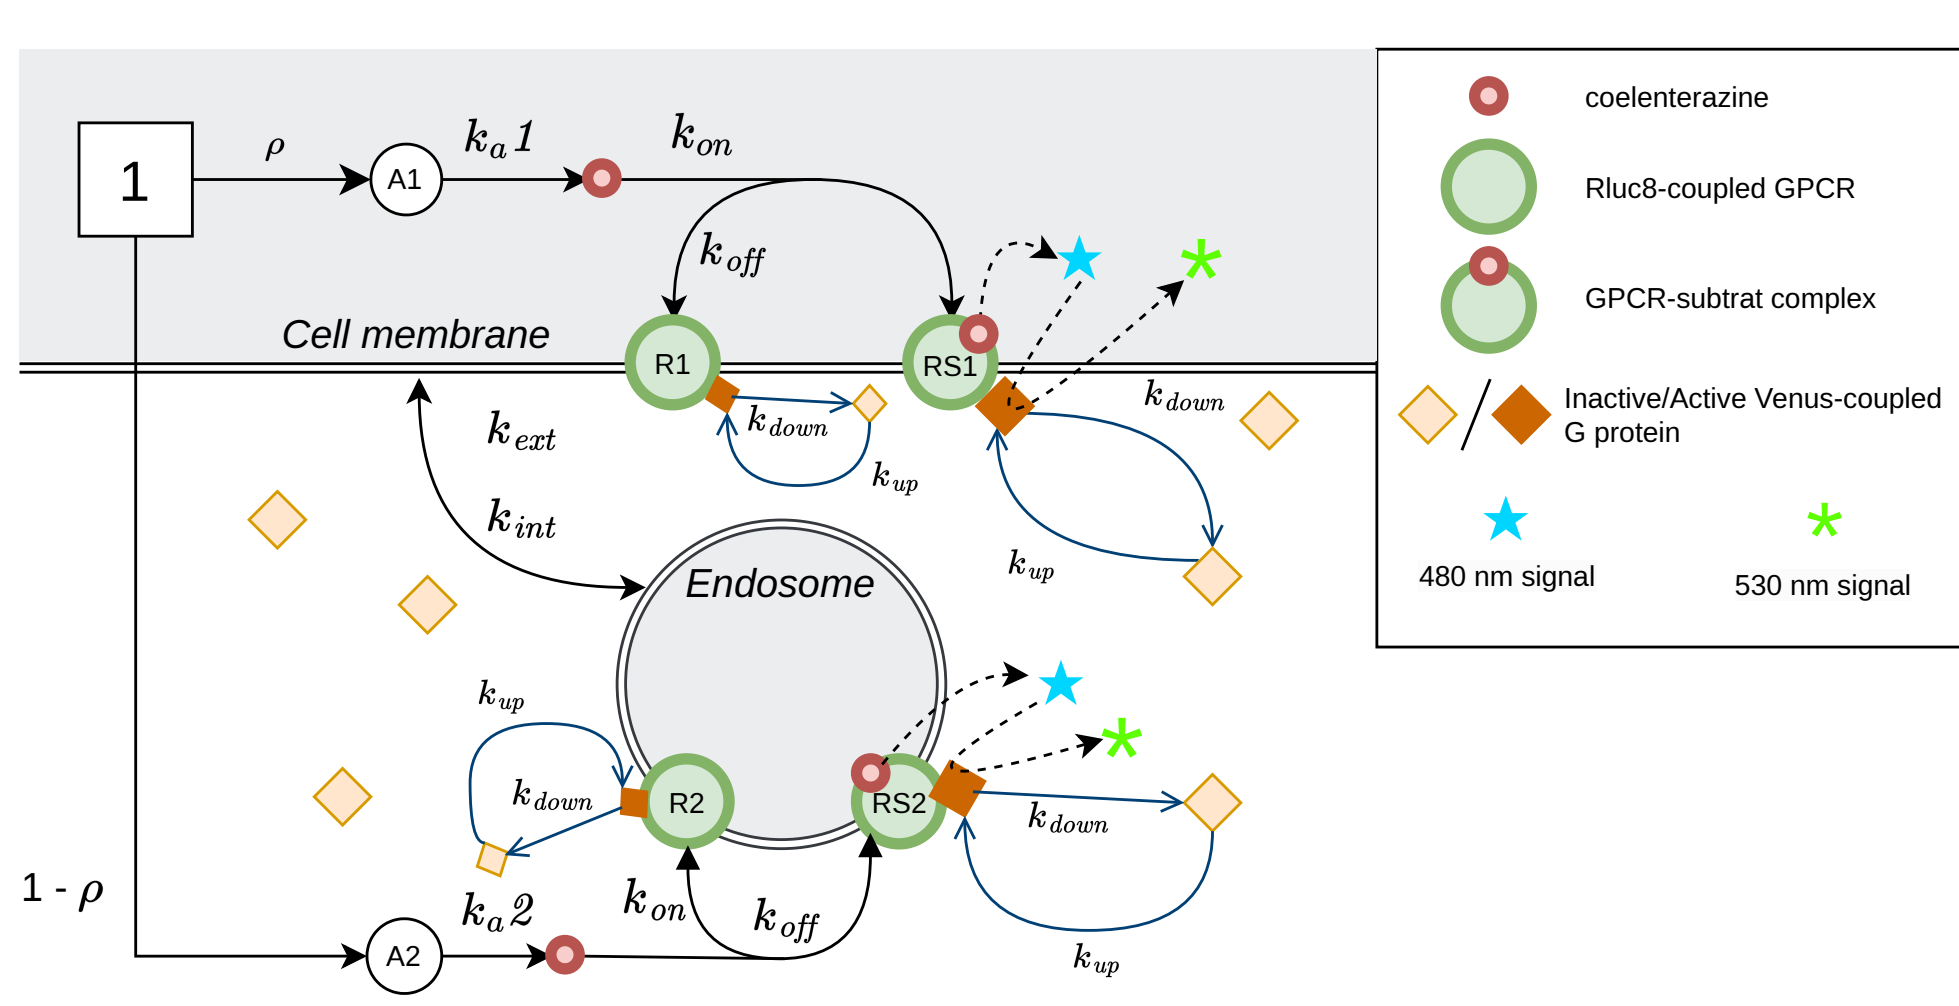 1
ρ
A1
k_a 1
k_on
k_off
Cell membrane
R1
RS1
k_down
k_up
k_down
k_up
k_ext
k_int
Endosome
k_up
k_down
R2
RS2
k_down
k_up
1 - ρ
A2
k_a 2
k_on
k_off
coelenterazine
Rluc8-coupled GPCR
GPCR-subtrat complex
Inactive/Active Venus-coupled
G protein
480 nm signal
530 nm signal